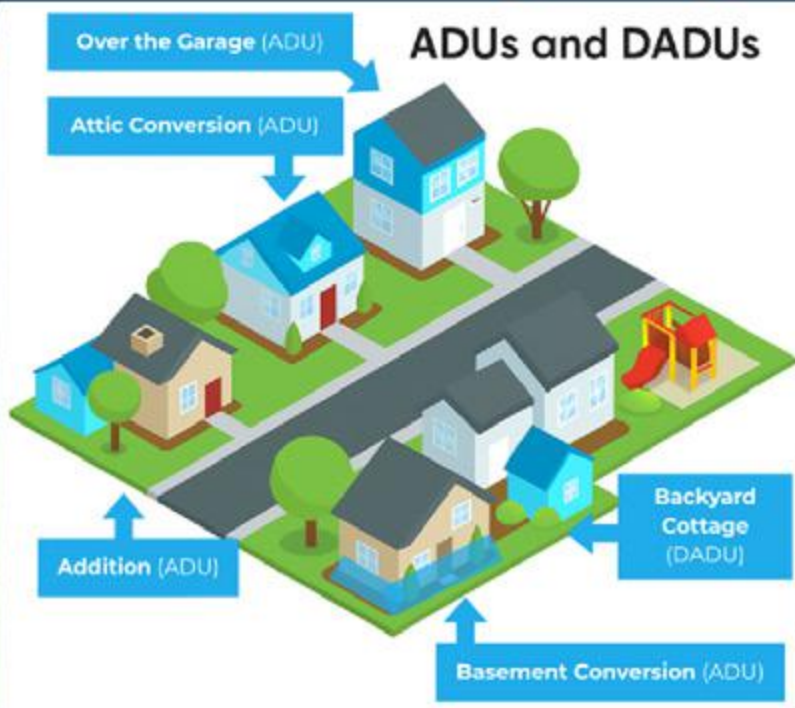 ADUs and DADUs
Over the Garage (ADU)
Attic Conversion (ADU)
Addition (ADU)
Backyard
Cottage
(DADU)
Basement Conversion (ADU)